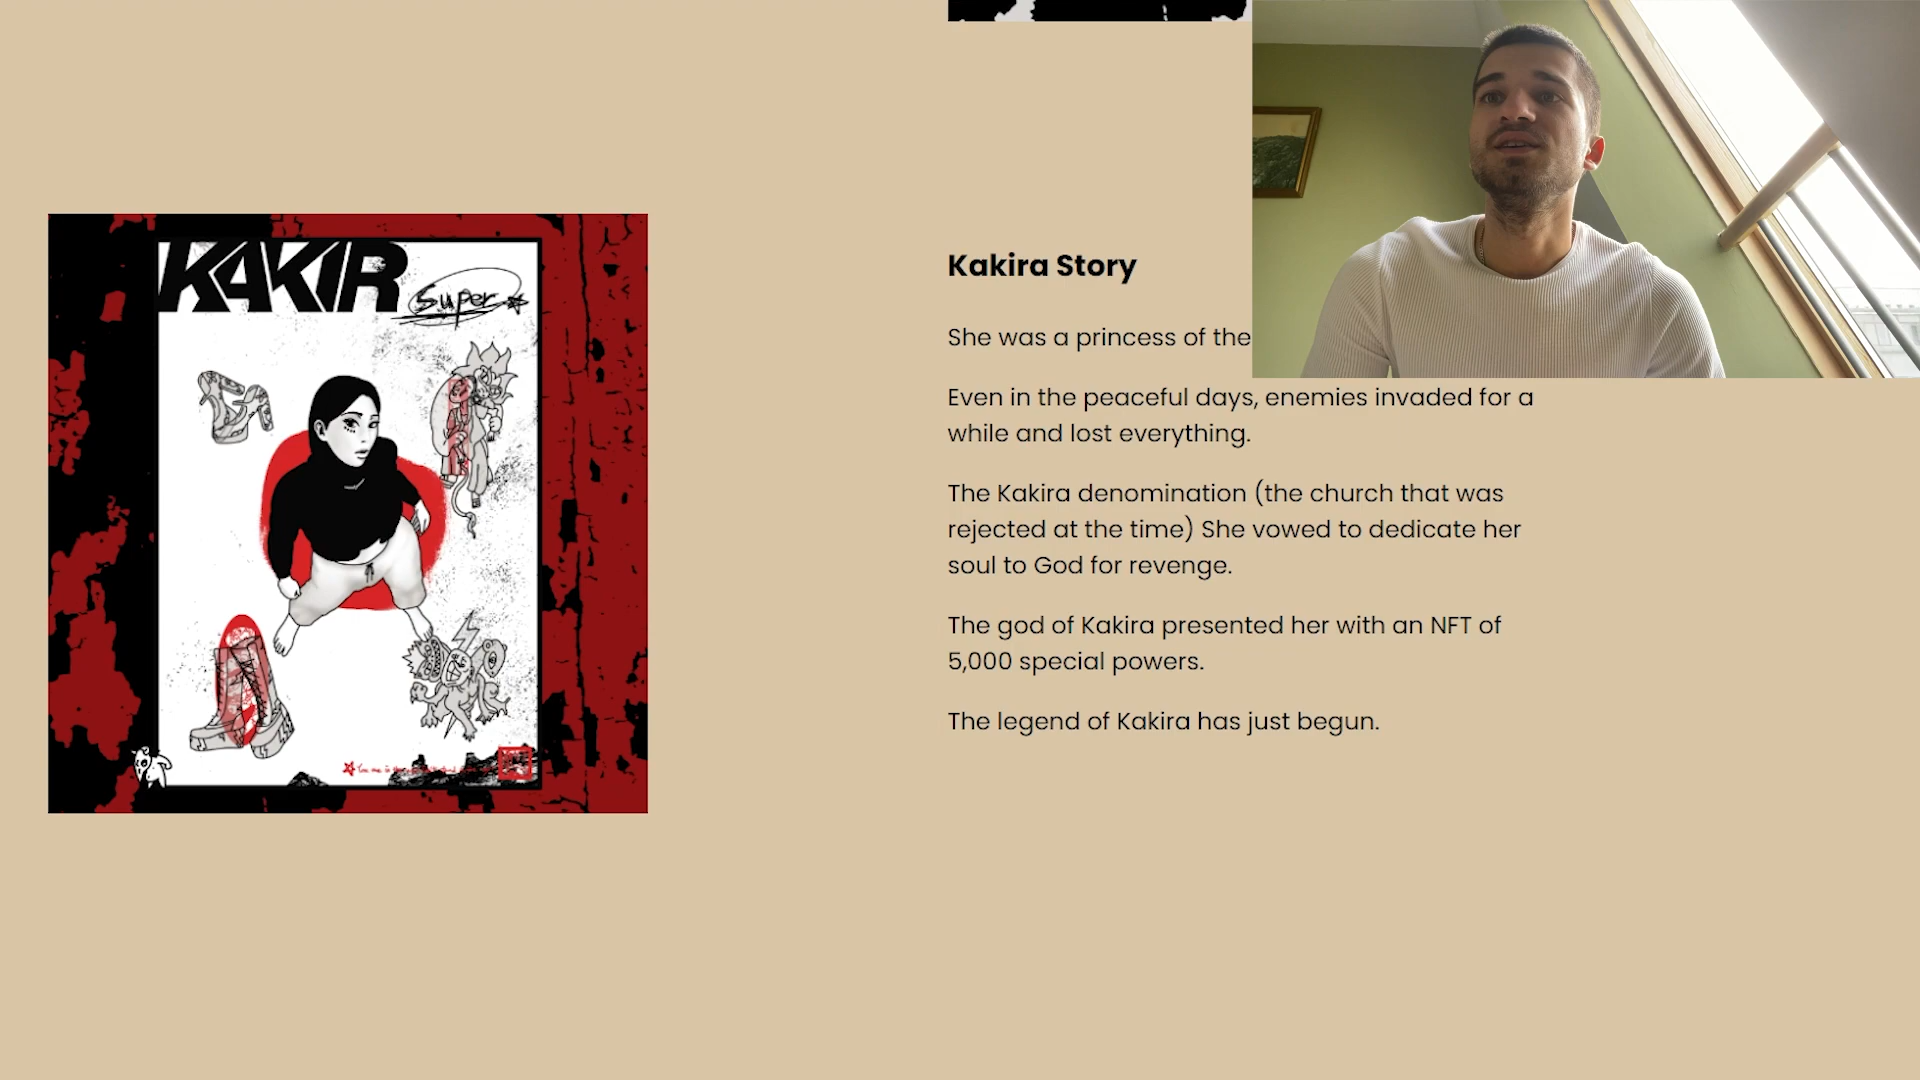 KAKIR
Super
Kakira Story
She was a princess of the
Even in the peaceful days, enemies invaded for a
while and lost everything.
The Kakira denomination (the church that was
rejected at the time) She vowed to dedicate her
soul to God for revenge.
The god of Kakira presented her with an NFT of
5,000 special powers.
The legend of Kakira has just begun.